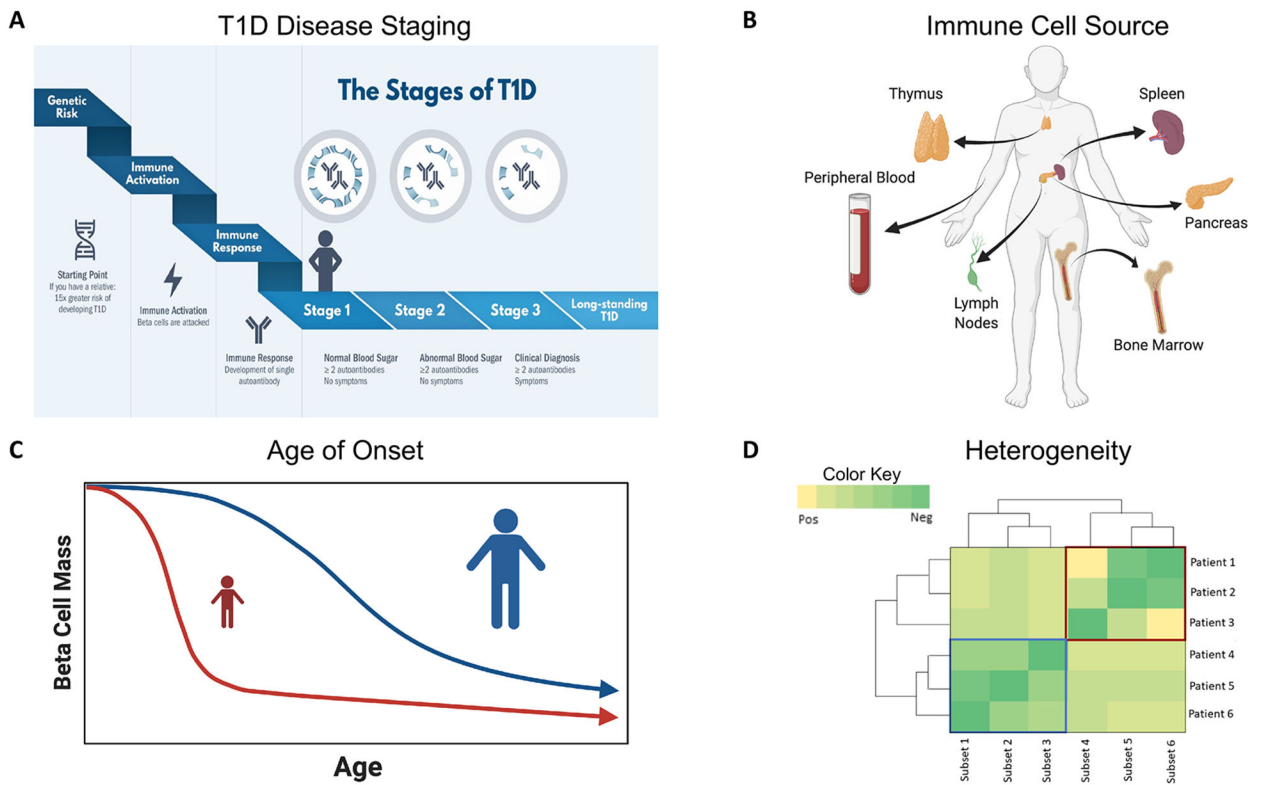 A
T1D Disease Staging
The Stages of T1D
Genetic
Risk
Immune
Activation
Immune
Response
Stage 1
Stage 2
Stage 3
Long-standing
T1D
Starting Point
If you have a relative:
15x greater risk of
developing T1D
Immune Activation
Beta cells are attacked
Immune Response
Development of single
autoantibody
Normal Blood Sugar
≥ 2 autoantibodies
No symptoms
Abnormal Blood Sugar
≥2 autoantibodies
No symptoms
Clinical Diagnosis
≥ 2 autoantibodies
Symptoms
B
Immune Cell Source
Thymus
Spleen
Peripheral Blood
Pancreas
Lymph
Nodes
Bone Marrow
C
Age of Onset
Beta Cell Mass
Age
D
Heterogeneity
Color Key
Pos
Neg
Patient 1
Patient 2
Patient 3
Patient 4
Patient 5
Patient 6
Subset 1
Subset 2
Subset 3
Subset 4
Subset 5
Subset 6